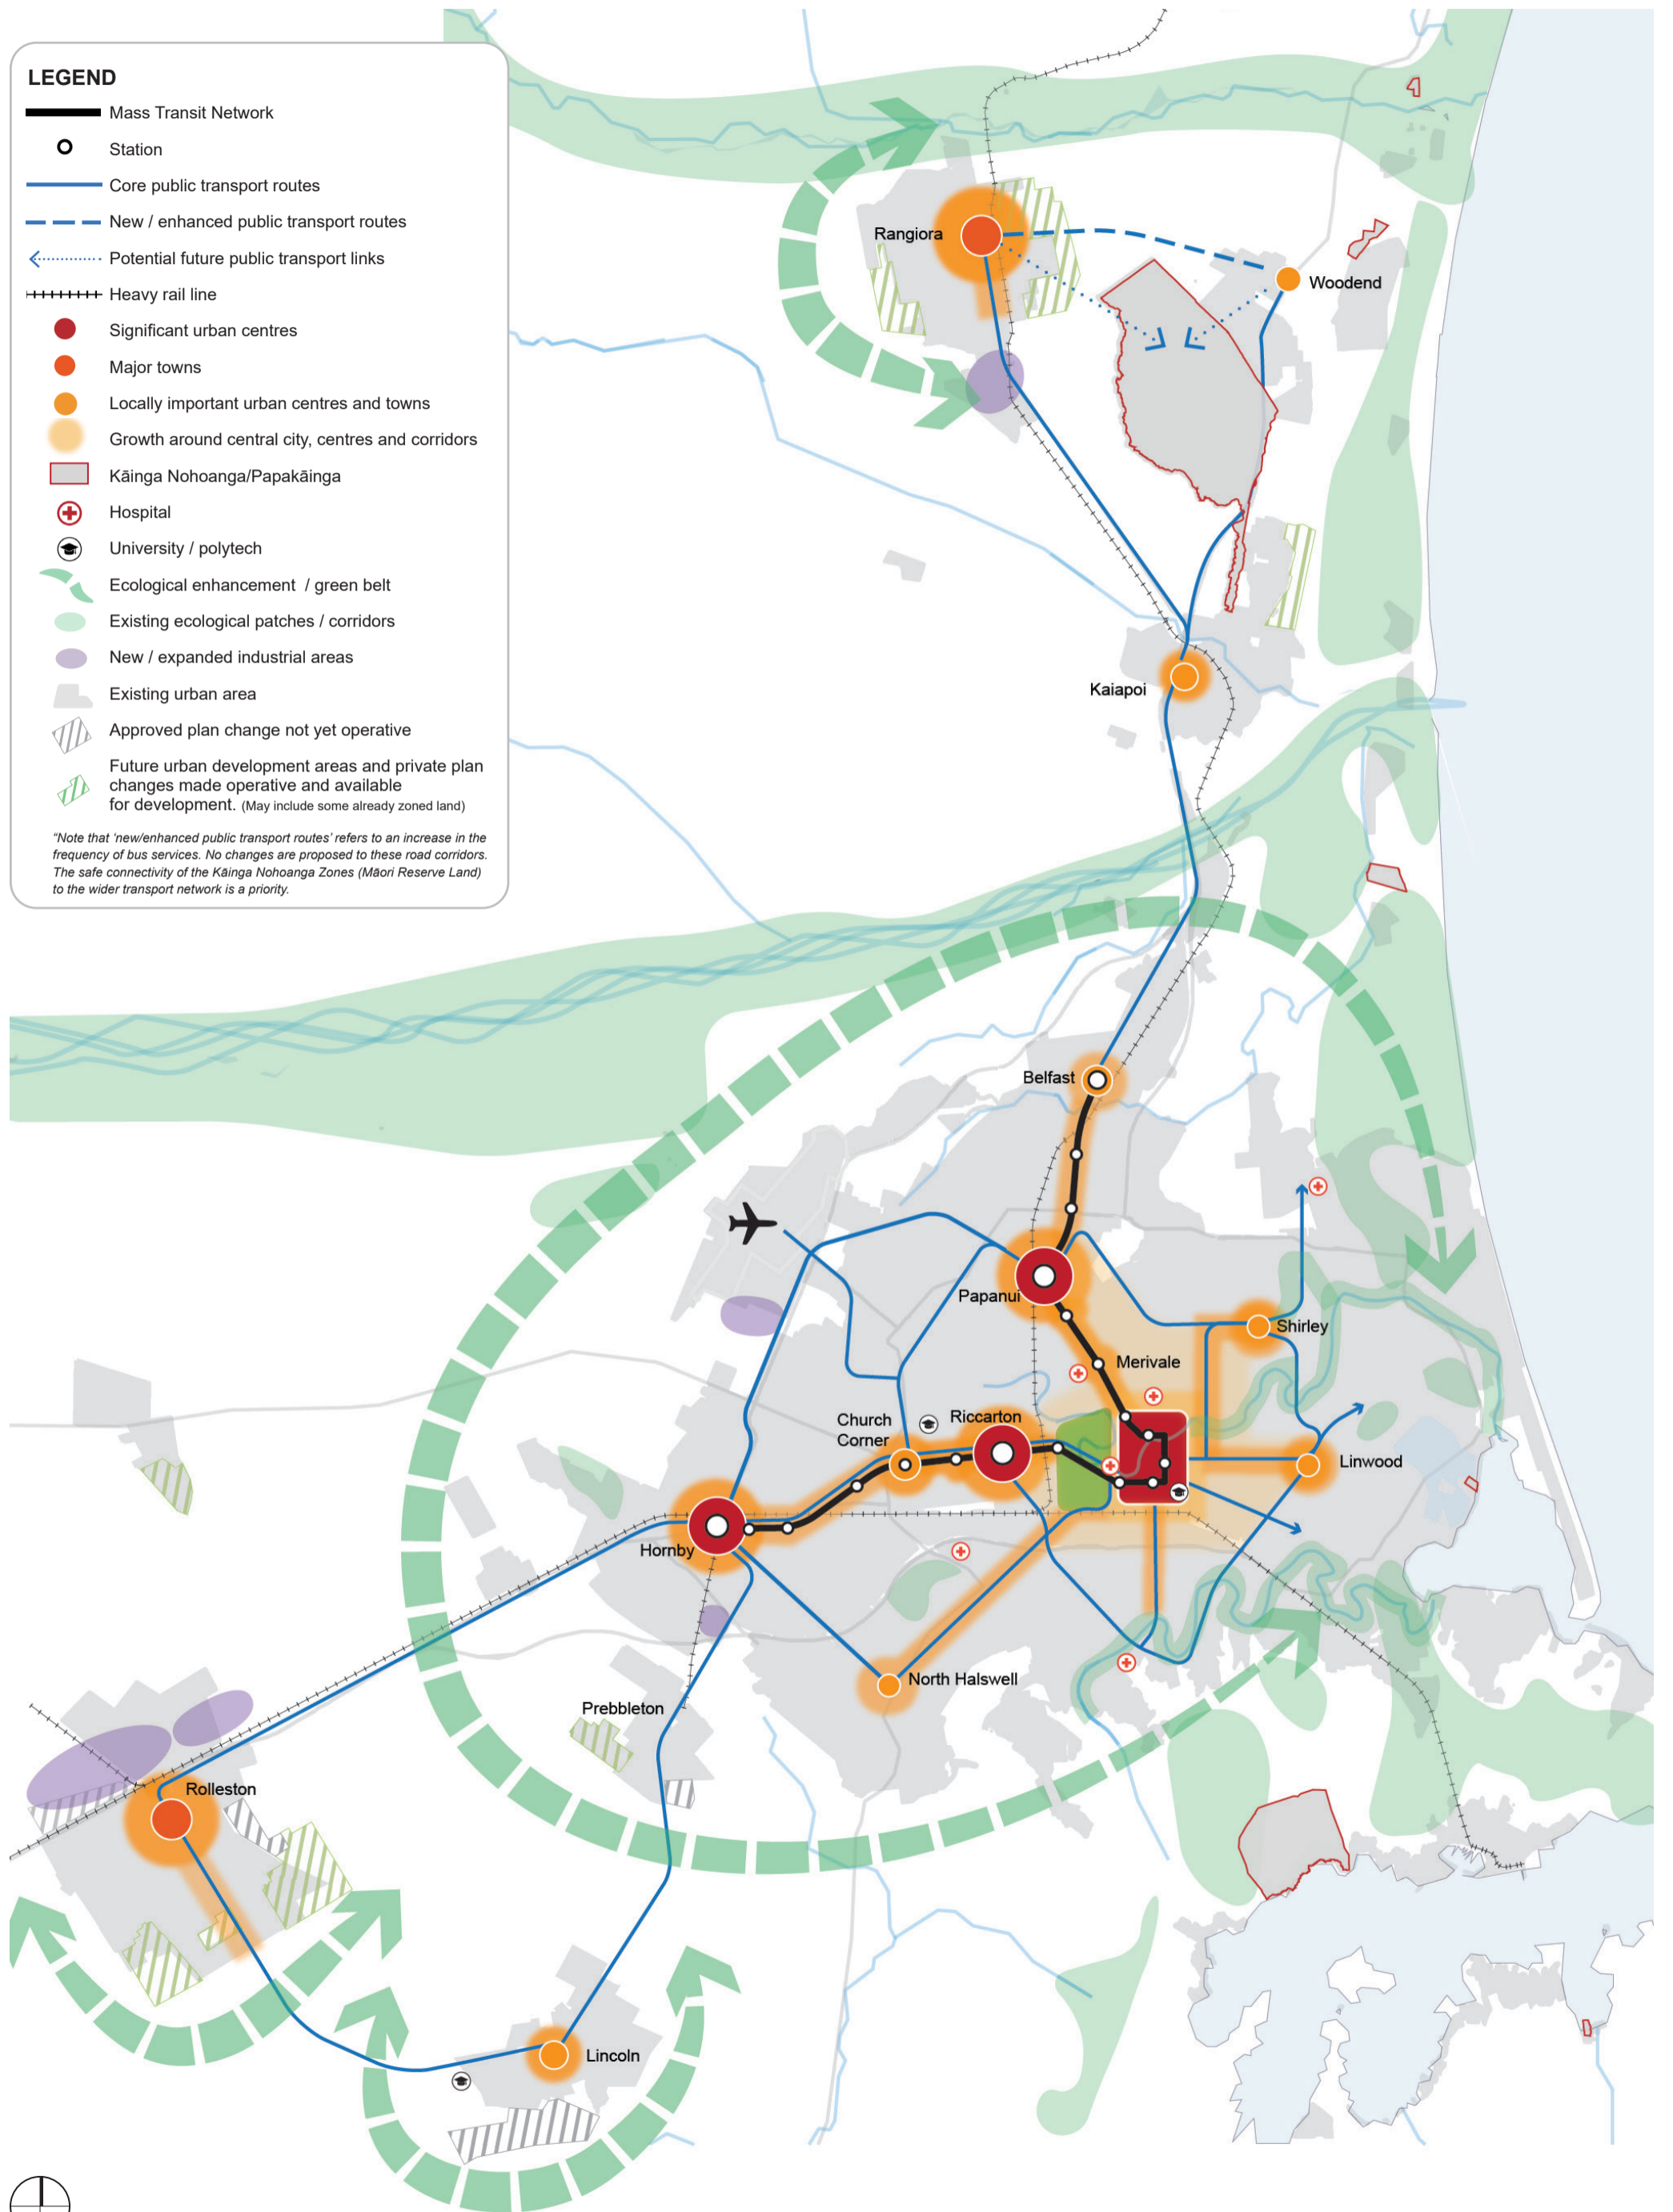 LEGEND
Mass Transit Network
Station
Core public transport routes
New / enhanced public transport routes
Potential future public transport links
Heavy rail line
Significant urban centres
Major towns
Locally important urban centres and towns
Growth around central city, centres and corridors
Kāinga Nohoanga/Papakāinga
Hospital
University / polytech
Ecological enhancement / green belt
Existing ecological patches / corridors
New / expanded industrial areas
Existing urban area
Approved plan change not yet operative
Future urban development areas and private plan
changes made operative and available
for development. (May include some already zoned land)
“Note that ‘new/enhanced public transport routes’ refers to an increase in the
frequency of bus services. No changes are proposed to these road corridors.
The safe connectivity of the Kāinga Nohoanga Zones (Māori Reserve Land)
to the wider transport network is a priority.
Rangiora
Woodend
Kaiapoi
Belfast
Papanui
Shirley
Merivale
Church
Corner
Riccarton
Linwood
Hornby
North Halswell
Prebbleton
Rolleston
Lincoln